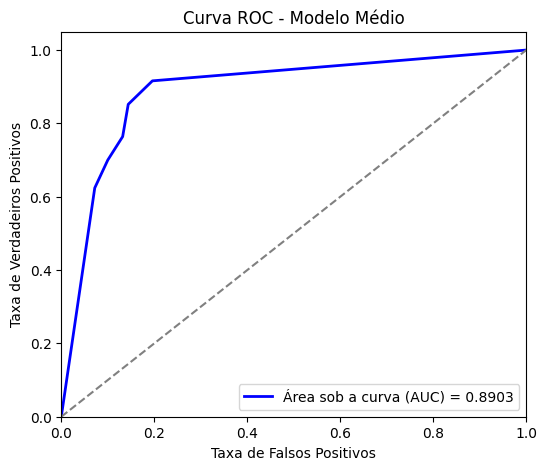 Curva ROC - Modelo Médio
1.0
0.8
0.6
0.4
0.2
0.0
Taxa de Verdadeiros Positivos
Área sob a curva (AUC) = 0.8903
0.0 0.2 0.4 0.6 0.8 1.0
Taxa de Falsos Positivos